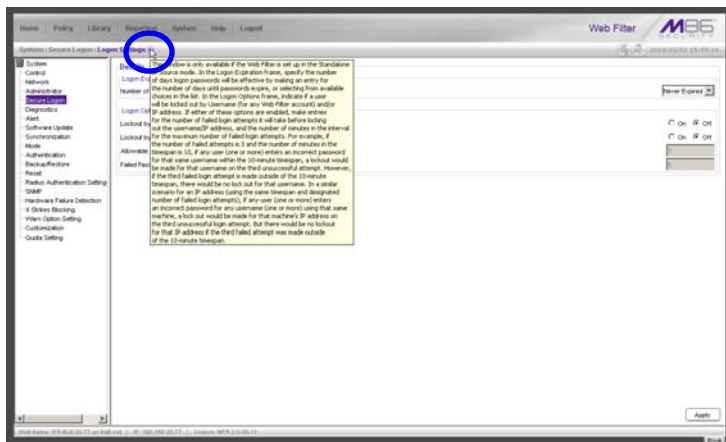 Home Policy Library Reporting System Help Logout
Web Filter
M86
SECURITY
System : Secure Logon : Logon Settings
System
Control
Network
Administrator
Secure Logon
Diagnostics
Alert
Software Update
Synchronization
Mode
Authentication
Backup/Restore
Reset
Radius Authentication Setting
SNMP
Hardware Failure Detection
X Strikes Blocking
Warn Option Setting
Customization
Quota Setting
window is only available if the Web Filter is set up in the Standalone
Source mode. In the Logon Expiration frame, specify the number
of days logon passwords will be effective by making an entry for
the number of days until passwords expire, or selecting from available
choices in the list. In the Logon Options frame, indicate if a user
will be locked out by Username (for any Web Filter account) and/or
IP address. If either of these options are enabled, make entries
for the number of failed login attempts it will take before locking
out the username/IP address, and the number of minutes in the interval
for the maximum number of failed login attempts. For example, if
the number of failed attempts is 3 and the number of minutes in the
timespan is 10, if any user (one or more) enters an incorrect password
for that same username within the 10-minute timespan, a lockout would
be made for that username on the third unsuccessful attempt. However,
if the third failed login attempt is made outside of the 10-minute
timespan, there would be no lock out for that username. In a similar
scenario for an IP address (using the same timespan and designated
number of failed login attempts), if any user (one or more) enters
an incorrect password for any username (one or more) using that same
machine, a lock out would be made for that machine's IP address on
the third unsuccessful login attempt. But there would be no lockout
for that IP address if the third failed attempt was made outside
of the 10-minute timespan.
Number of
Never Expired
Lockout by
On Off
Lockout by
On Off
Allowable
Failed Pass
Apply